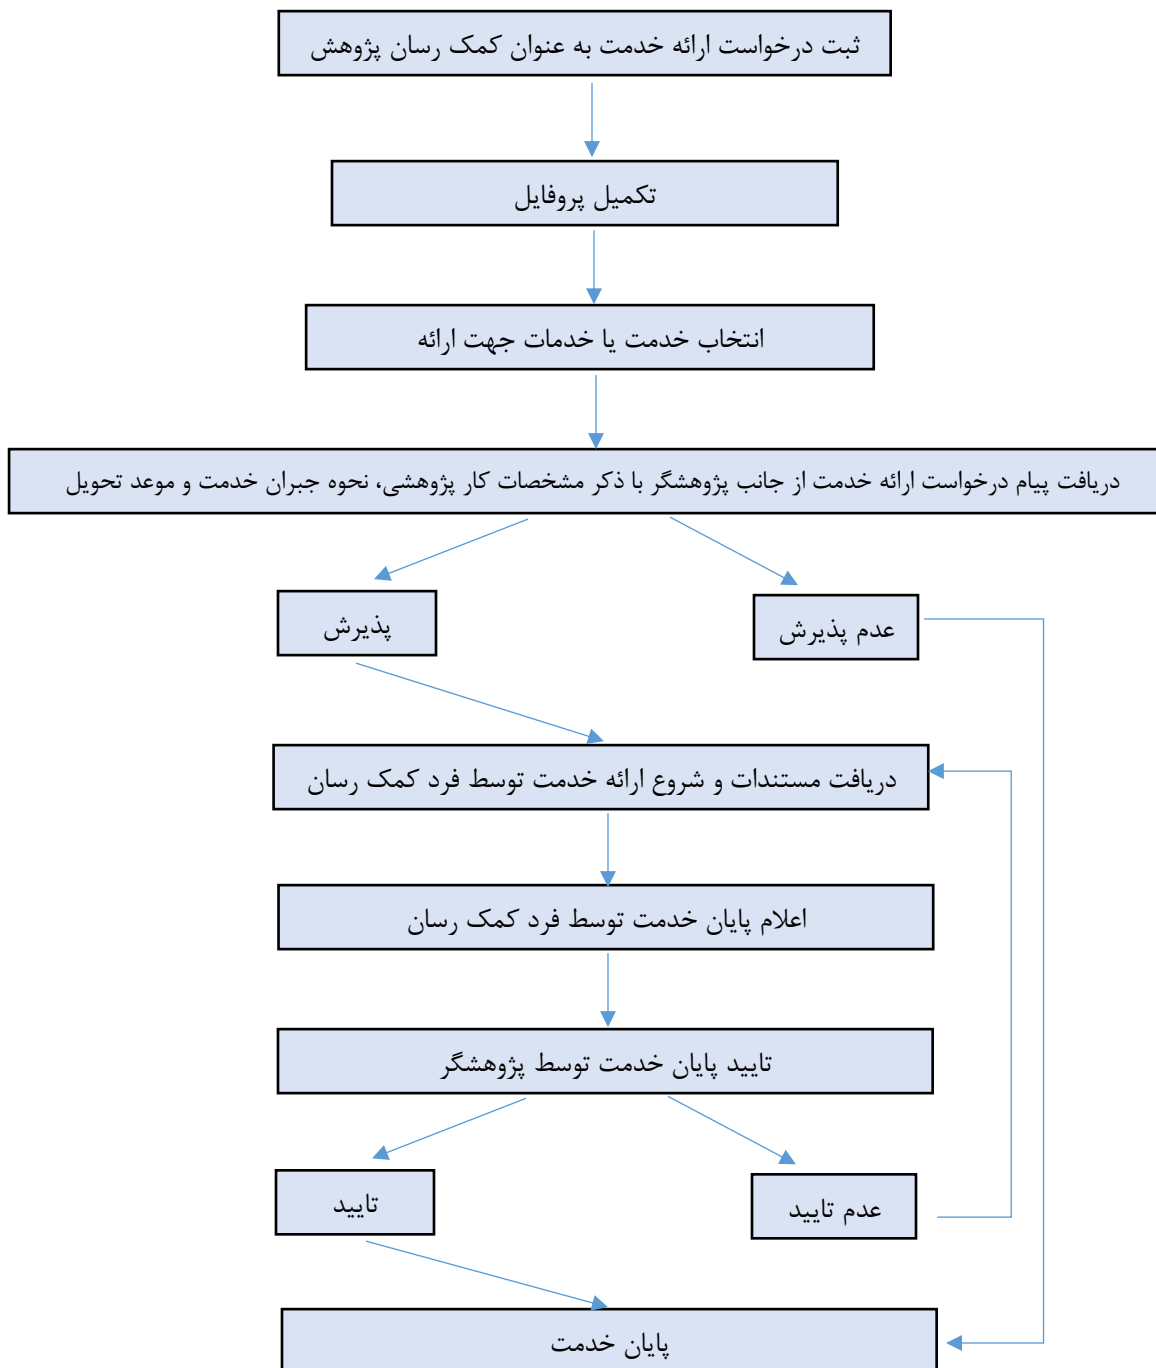 ثبت درخواست ارائه خدمت به عنوان کمک رسان پژوهش
تکمیل پروفایل
انتخاب خدمت یا خدمات جهت ارائه
دریافت پیام درخواست ارائه خدمت از جانب پژوهشگر با ذکر مشخصات کار پژوهشی، نحوه جبران خدمت و موعد تحویل
پذیرش
عدم پذیرش
دریافت مستندات و شروع ارائه خدمت توسط فرد کمک رسان
اعلام پایان خدمت توسط فرد کمک رسان
تایید پایان خدمت توسط پژوهشگر
تایید
عدم تایید
پایان خدمت